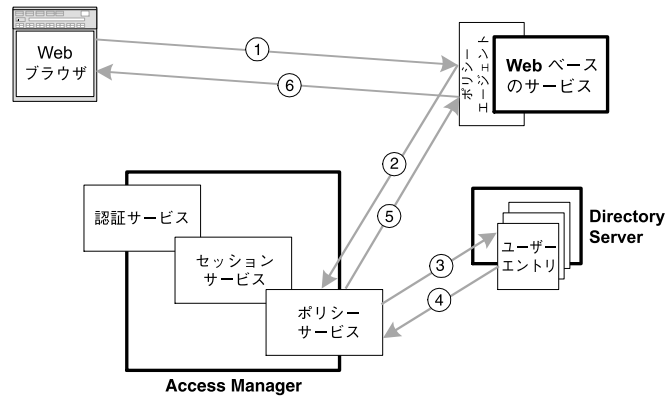 Web
ブラウザ
1
6
ポリシー
エージェント
Web ベース
のサービス
2
5
認証サービス
セッション
サービス
ポリシー
サービス
3
4
ユーザー
エントリ
Directory
Server
Access Manager